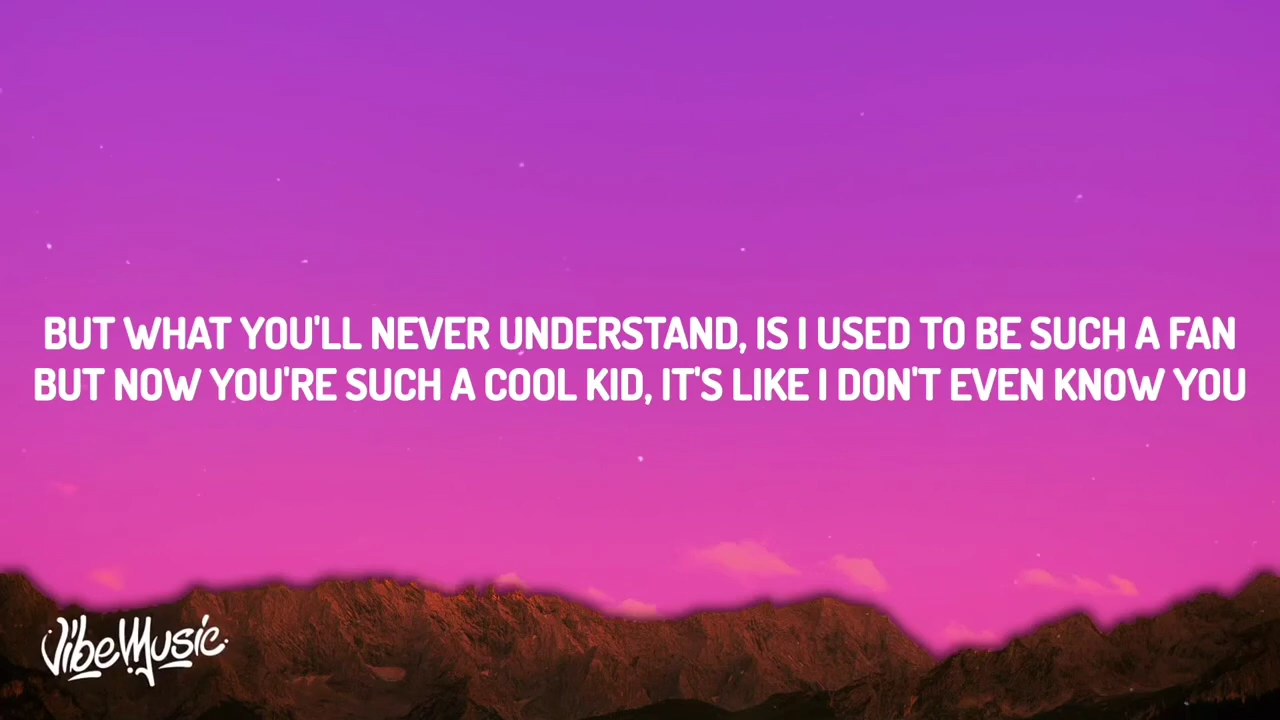 BUT WHAT YOU'LL NEVER UNDERSTAND, IS I USED TO BE SUCH A FAN
BUT NOW YOU'RE SUCH A COOL KID, IT'S LIKE I DON'T EVEN KNOW YOU
VibeMusic